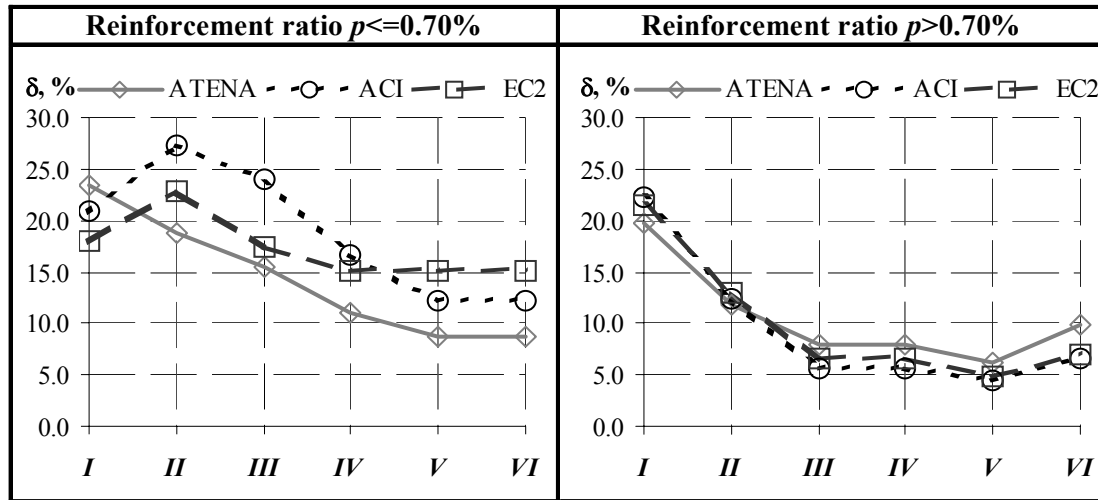 Reinforcement ratio p<=0.70%
δ, % ATENA ACI EC2
30.0
25.0
20.0
15.0
10.0
5.0
0.0
I II III IV V VI
Reinforcement ratio p>0.70%
δ, % ATENA ACI EC2
30.0
25.0
20.0
15.0
10.0
5.0
0.0
I II III IV V VI